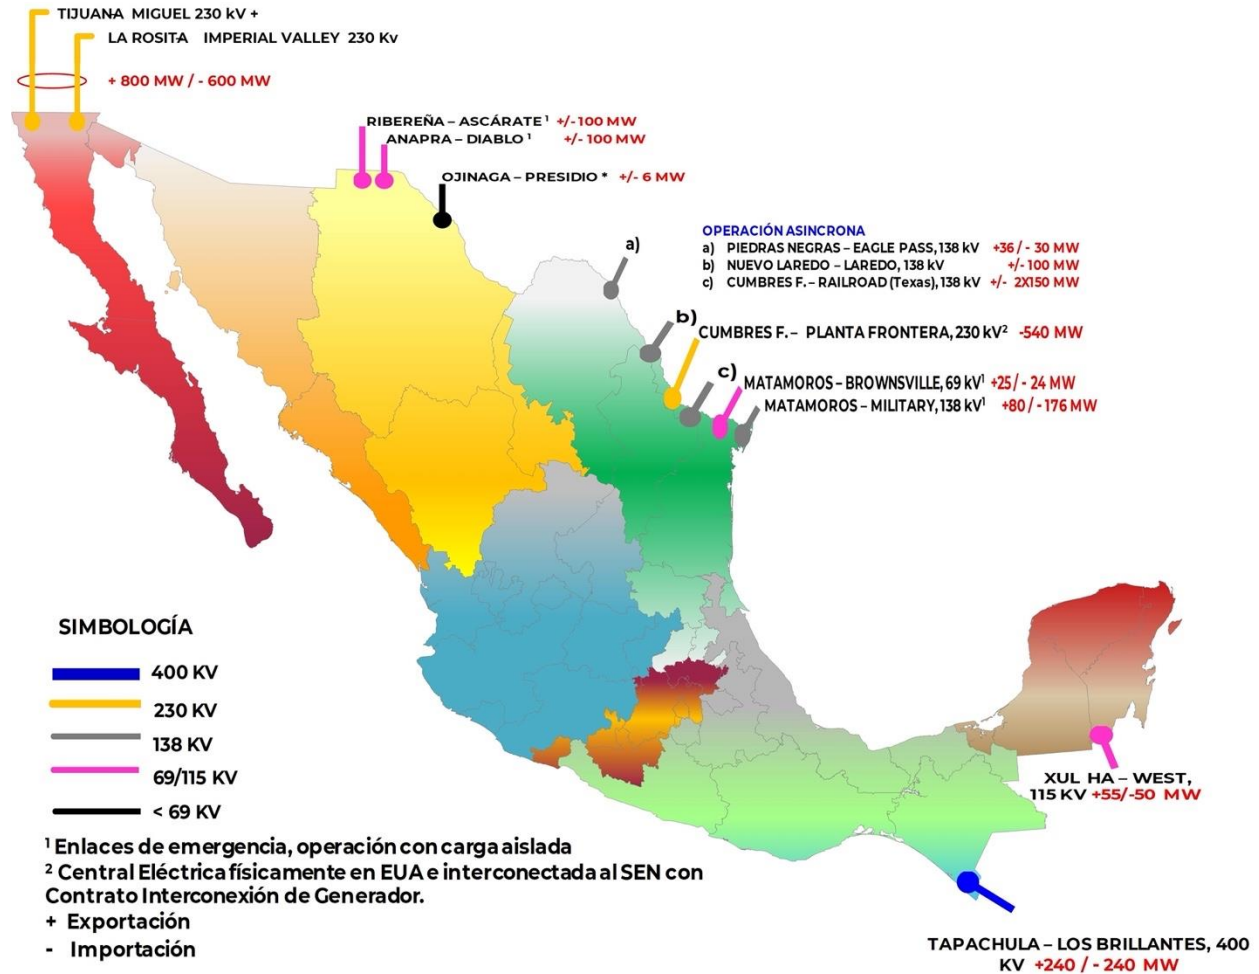 TIJUANA MIGUEL 230 kV +
LA ROSITA IMPERIAL VALLEY 230 Kv
+ 800 MW / - 600 MW
RIBEREÑA – ASCÁRATE ¹ +/-100 MW
ANAPRA – DIABLO ¹ +/-100 MW
OJINAGA – PRESIDIO * +/- 6 MW
OPERACIÓN ASINCRONA
a) PIEDRAS NEGRAS – EAGLE PASS, 138 kV +36 / - 30 MW
b) NUEVO LAREDO – LAREDO, 138 kV +/-100 MW
c) CUMBRES F. – RAILROAD (Texas), 138 kV +/- 2X150 MW
a)
b)
CUMBRES F. – PLANTA FRONTERA, 230 kV² -540 MW
c)
MATAMOROS – BROWNSVILLE, 69 kV¹ +25 / - 24 MW
MATAMOROS – MILITARY, 138 kV¹ +80 / - 176 MW
SIMBOLOGÍA
400 KV
230 KV
138 KV
69/115 KV
< 69 KV
XUL HA – WEST,
115 KV +55/-50 MW
¹ Enlaces de emergencia, operación con carga aislada
² Central Eléctrica físicamente en EUA e interconectada al SEN con
Contrato Interconexión de Generador.
+ Exportación
- Importación
TAPACHULA – LOS BRILLANTES, 400
KV +240 / - 240 MW